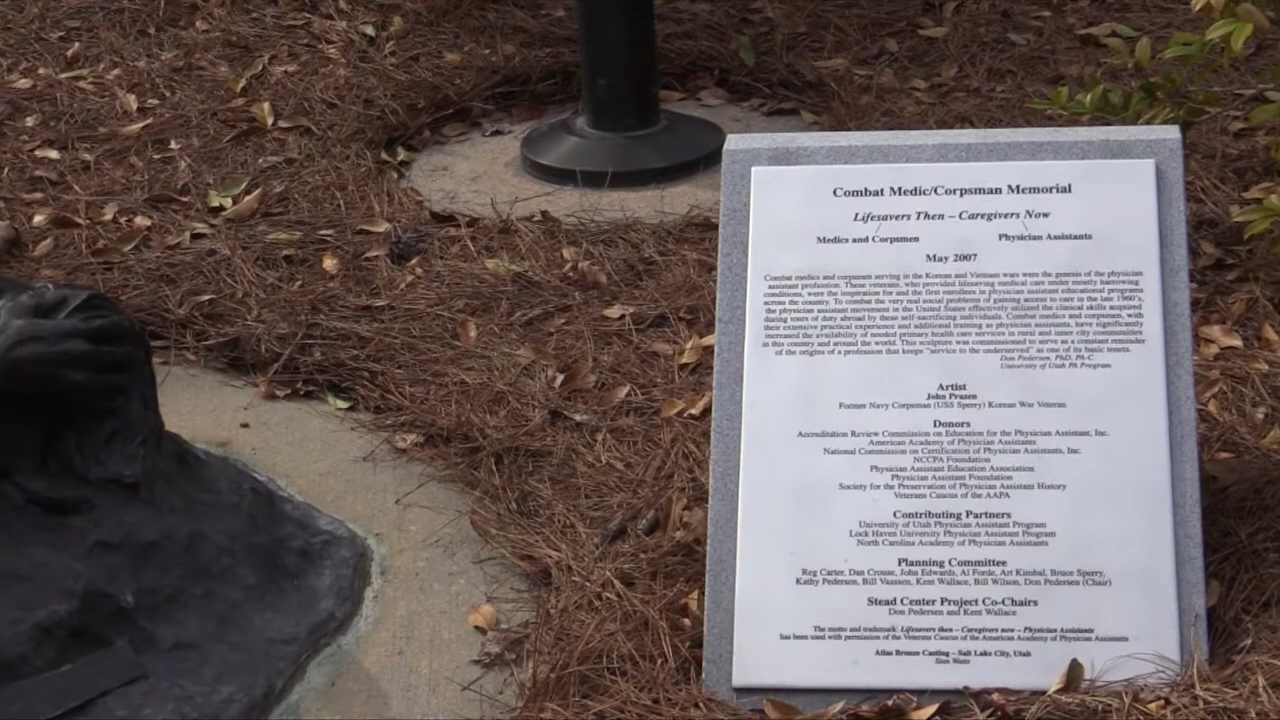 Combat Medic/Corpsman Memorial
Lifesavers Then – Caregivers Now
Medics and Corpsmen Physician Assistants
May 2007
Combat medics and corpsmen serving in the Korean and Vietnam wars were the genesis of the physician
assistant profession. These veterans, who provided lifesaving medical care under mostly harrowing
conditions, were the inspiration for and the first enrollees in physician assistant educational programs
across the country. To combat the very real social problems of gaining access to care in the late 1960's,
the physician assistant movement in the United States effectively utilized the clinical skills acquired
during tours of duty abroad by these self-sacrificing individuals. Combat medics and corpsmen, with
their extensive practical experience and additional training as physician assistants, have significantly
increased the availability of needed primary health care services in rural and inner city communities
in this country and around the world. This sculpture was commissioned to serve as a constant reminder
of the origins of a profession that keeps "service to the underserved" as one of its basic tenets.
Don Pedersen, PhD, PA-C
University of Utah PA Program
Artist
John Prazen
Former Navy Corpsman (USS Sperry) Korean War Veteran
Donors
Accreditation Review Commission on Education for the Physician Assistant, Inc.
American Academy of Physician Assistants
National Commission on Certification of Physician Assistants, Inc.
NCCPA Foundation
Physician Assistant Education Association
Physician Assistant Foundation
Society for the Preservation of Physician Assistant History
Veterans Caucus of the AAPA
Contributing Partners
University of Utah Physician Assistant Program
Lock Haven University Physician Assistant Program
North Carolina Academy of Physician Assistants
Planning Committee
Reg Carter, Dan Crouse, John Edwards, Al Forde, Art Kimbal, Bruce Sperry,
Kathy Pedersen, Bill Vaassen, Kent Wallace, Bill Wilson, Don Pedersen (Chair)
Stead Center Project Co-Chairs
Don Pedersen and Kent Wallace
The motto and trademark: Lifesavers then – Caregivers now – Physician Assistants
has been used with permission of the Veterans Caucus of the American Academy of Physician Assistants
Atlas Bronze Casting – Salt Lake City, Utah
Stan Watts